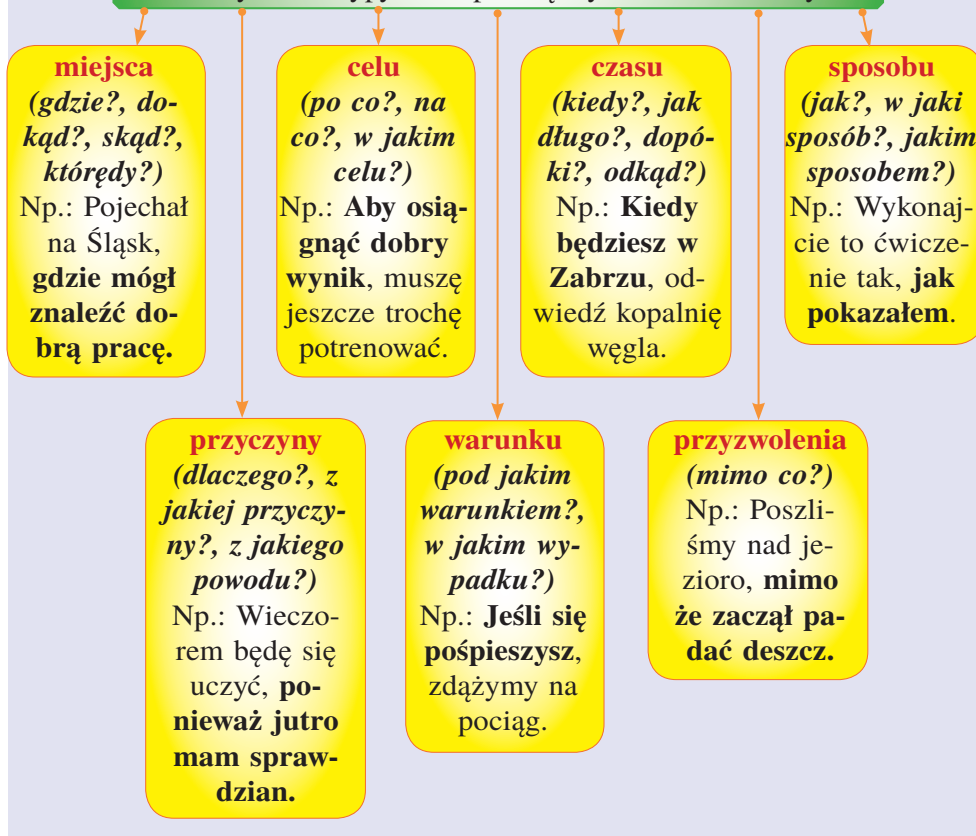 miejsca
(gdzie?, do-
kąd?, skąd?,
którędy?)
Np.: Pojechał
na Śląsk,
gdzie mógł
znaleźć do-
brą pracę.
celu
(po co?, na
co?, w jakim
celu?)
Np.: Aby osią-
gnąć dobry
wynik, muszę
jeszcze trochę
potrenować.
czasu
(kiedy?, jak
długo?, dopó-
ki?, odkąd?)
Np.: Kiedy
będziesz w
Zabrzu, od-
wiedź kopalnię
węgla.
sposobu
(jak?, w jaki
sposób?, jakim
sposobem?)
Np.: Wykonaj-
cie to ćwicze-
nie tak, jak
pokazałem.
przyczyny
(dlaczego?, z
jakiej przyczy-
ny?, z jakiego
powodu?)
Np.: Wieczo-
rem będę się
uczyć, po-
nieważ jutro
mam spraw-
dzian.
warunku
(pod jakim
warunkiem?,
w jakim wy-
padku?)
Np.: Jeśli się
pośpieszysz,
zdążymy na
pociąg.
przyzwolenia
(mimo co?)
Np.: Poszli-
śmy nad je-
zioro, mimo
że zaczął pa-
dać deszcz.